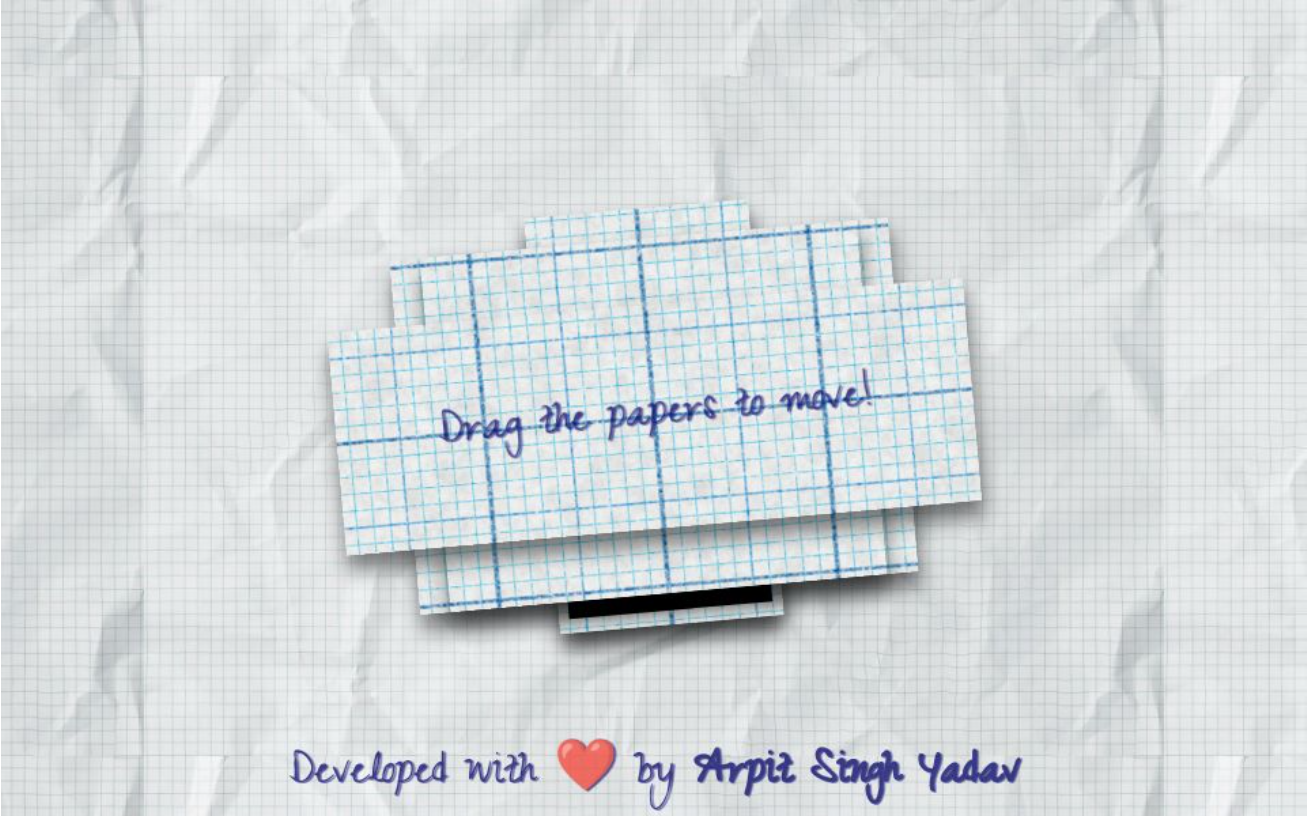 Drag the papers to move!
Developed with ❤️ by Arpit Singh Yadav